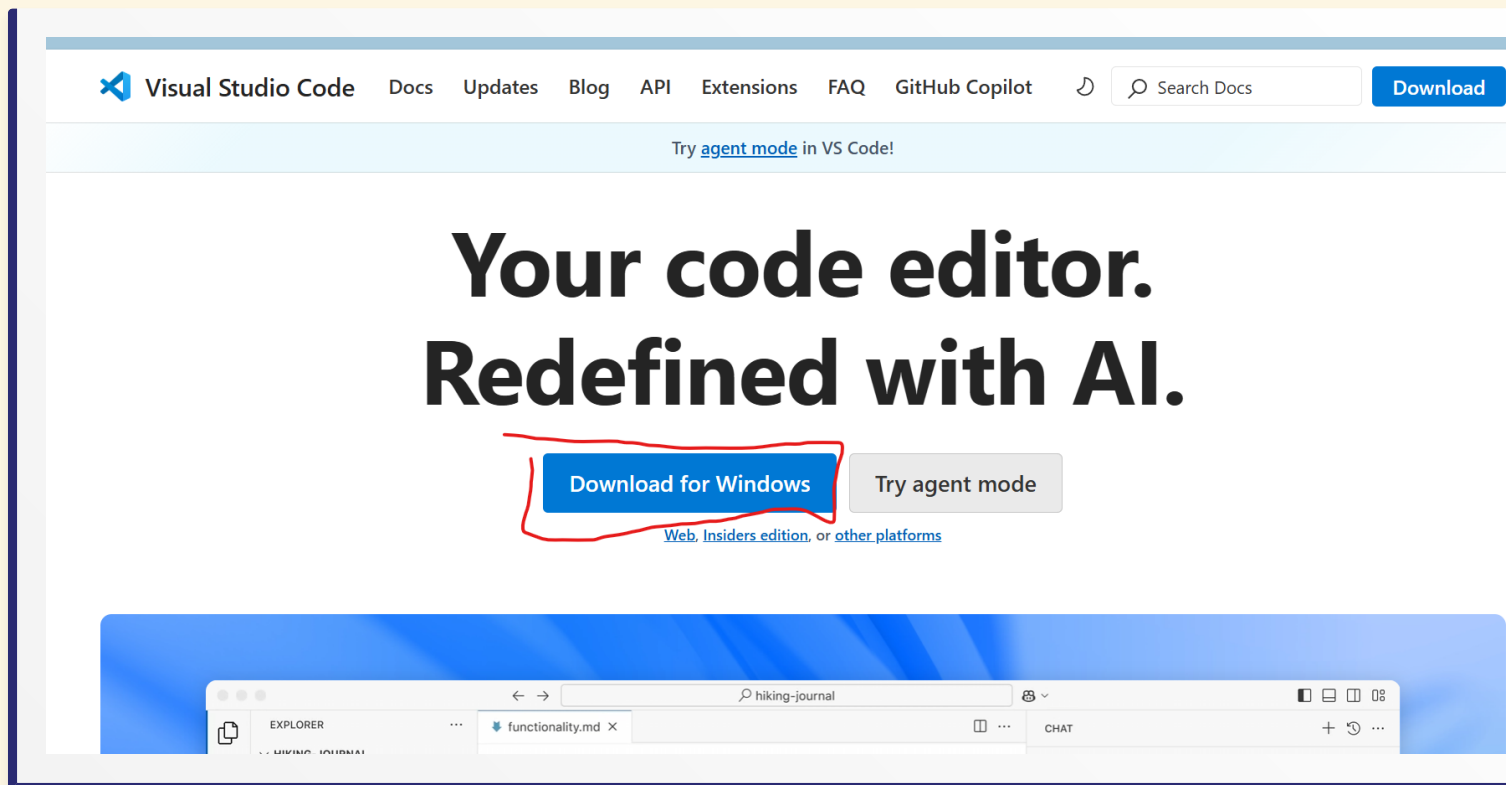 Visual Studio Code Docs Updates Blog API Extensions FAQ GitHub Copilot Search Docs Download
Try agent mode in VS Code!
Your code editor.
Redefined with AI.
Download for Windows Try agent mode
Web, Insiders edition, or other platforms
hiking-journal
EXPLORER ... functionality.md CHAT
HIKING-JOURNAL